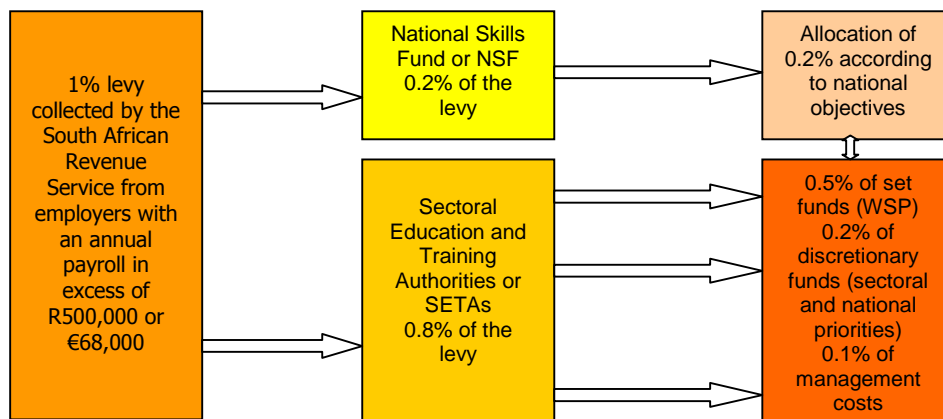 1% levy
collected by the
South African
Revenue
Service from
employers with
an annual
payroll in
excess of
R500,000 or
€68,000
National Skills
Fund or NSF
0.2% of the
levy
Allocation of
0.2% according
to national
objectives
Sectoral
Education and
Training
Authorities or
SETAs
0.8% of the
levy
0.5% of set
funds (WSP)
0.2% of
discretionary
funds (sectoral
and national
priorities)
0.1% of
management
costs